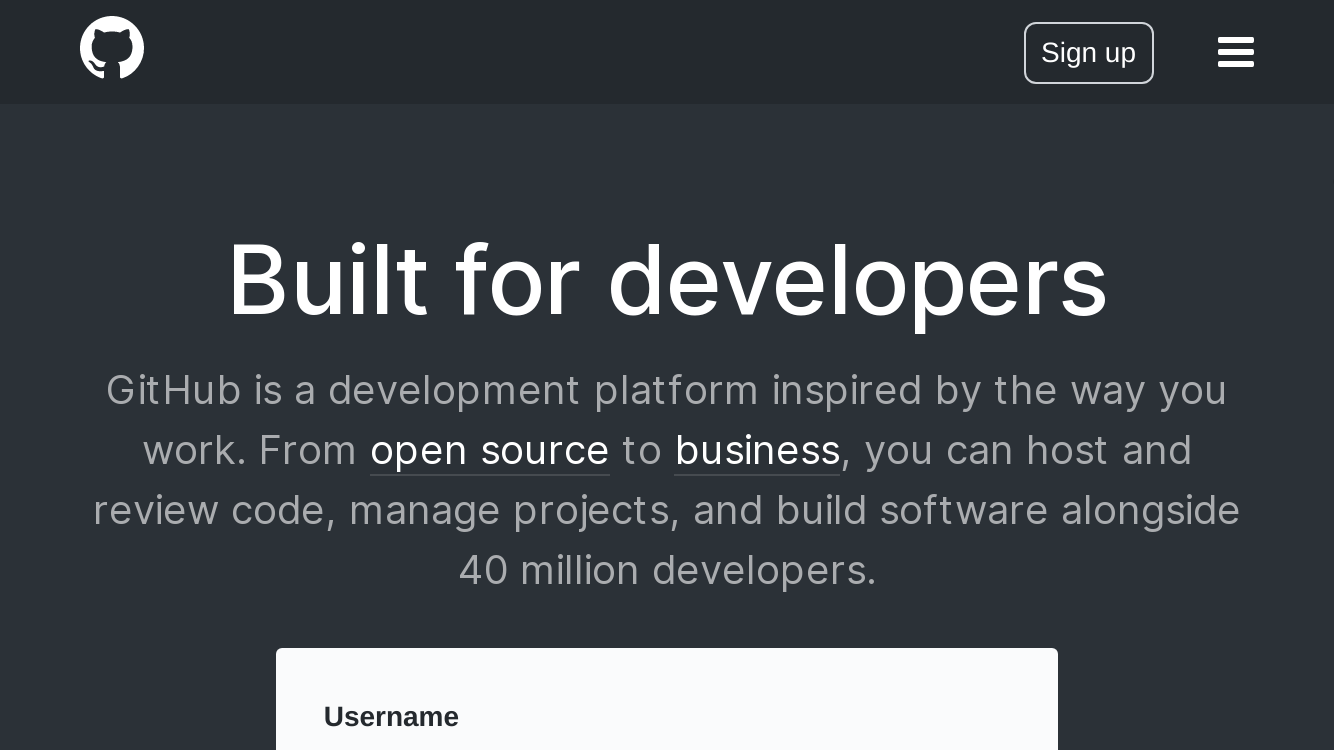 Sign up
Built for developers
GitHub is a development platform inspired by the way you
work. From open source to business, you can host and
review code, manage projects, and build software alongside
40 million developers.
Username